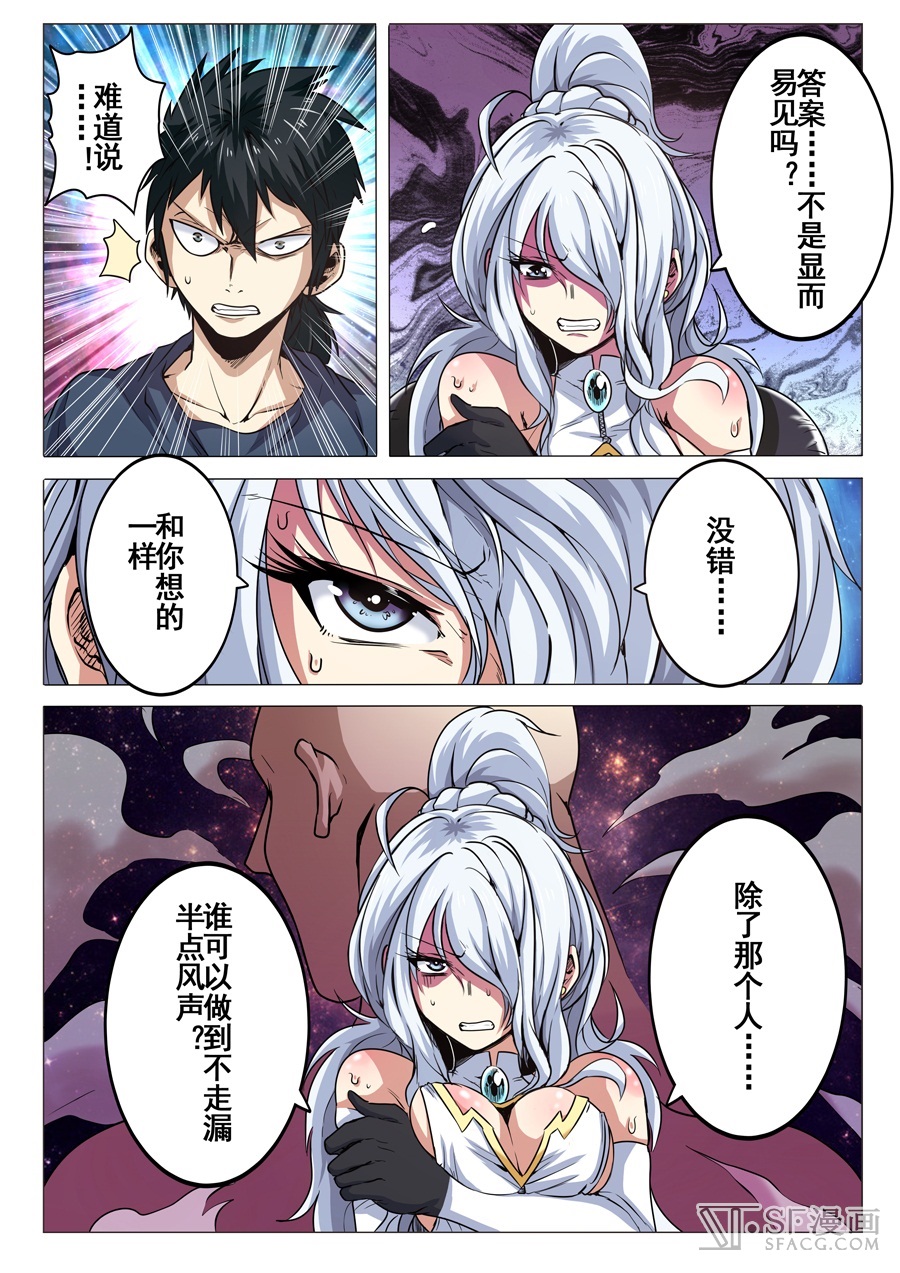 答案……不是显而
易见吗?
难道说
……!
没错……
和你想的
一样
除了那个人……
谁可以做到不走漏
半点风声?
SF漫画
SFACG.COM